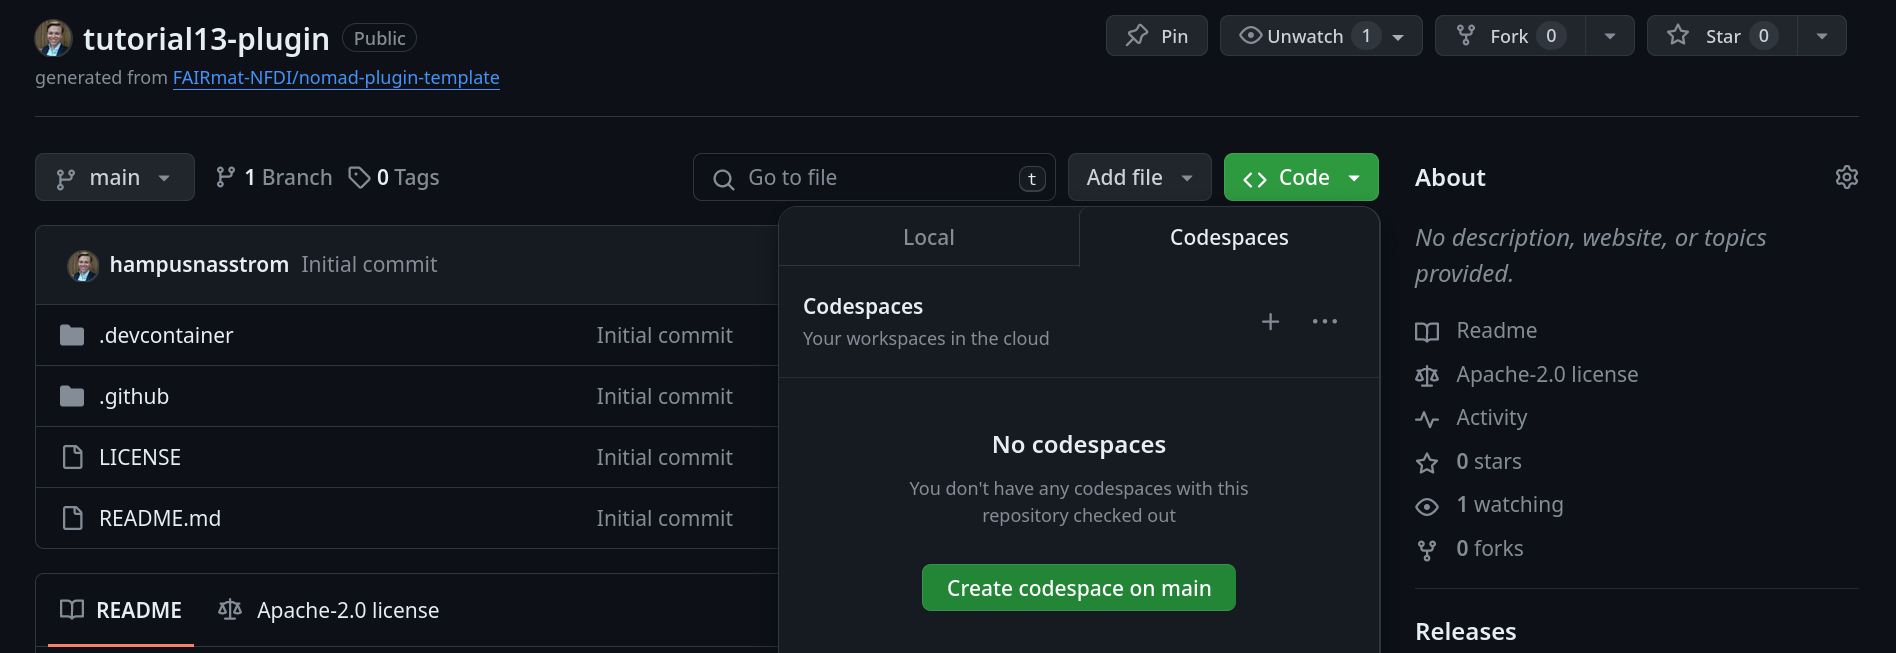 tutorial13-plugin Public
Pin
Unwatch 1
Fork 0
Star 0
generated from FAIRmat-NFDI/nomad-plugin-template
main
1 Branch
0 Tags
Go to file t
Add file
Code
About
Local
Codespaces
hampusnasstrom Initial commit
No description, website, or topics
provided.
Codespaces
Your workspaces in the cloud
.devcontainer Initial commit
.github Initial commit
LICENSE Initial commit
README.md Initial commit
No codespaces
You don't have any codespaces with this
repository checked out
Create codespace on main
Readme
Apache-2.0 license
Activity
0 stars
1 watching
0 forks
README
Apache-2.0 license
Releases